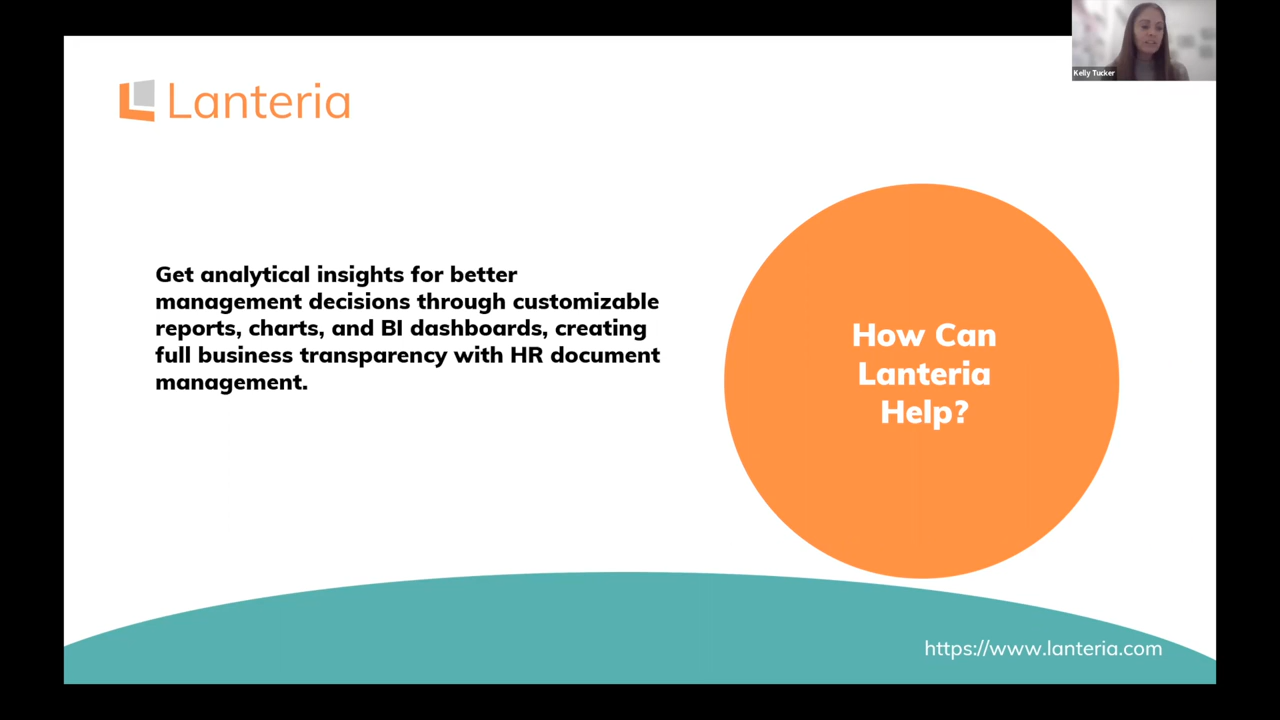 Kelly Tucker
Lanteria
Get analytical insights for better
management decisions through customizable
reports, charts, and BI dashboards, creating
full business transparency with HR document
management.
How Can
Lanteria
Help?
https://www.lanteria.com